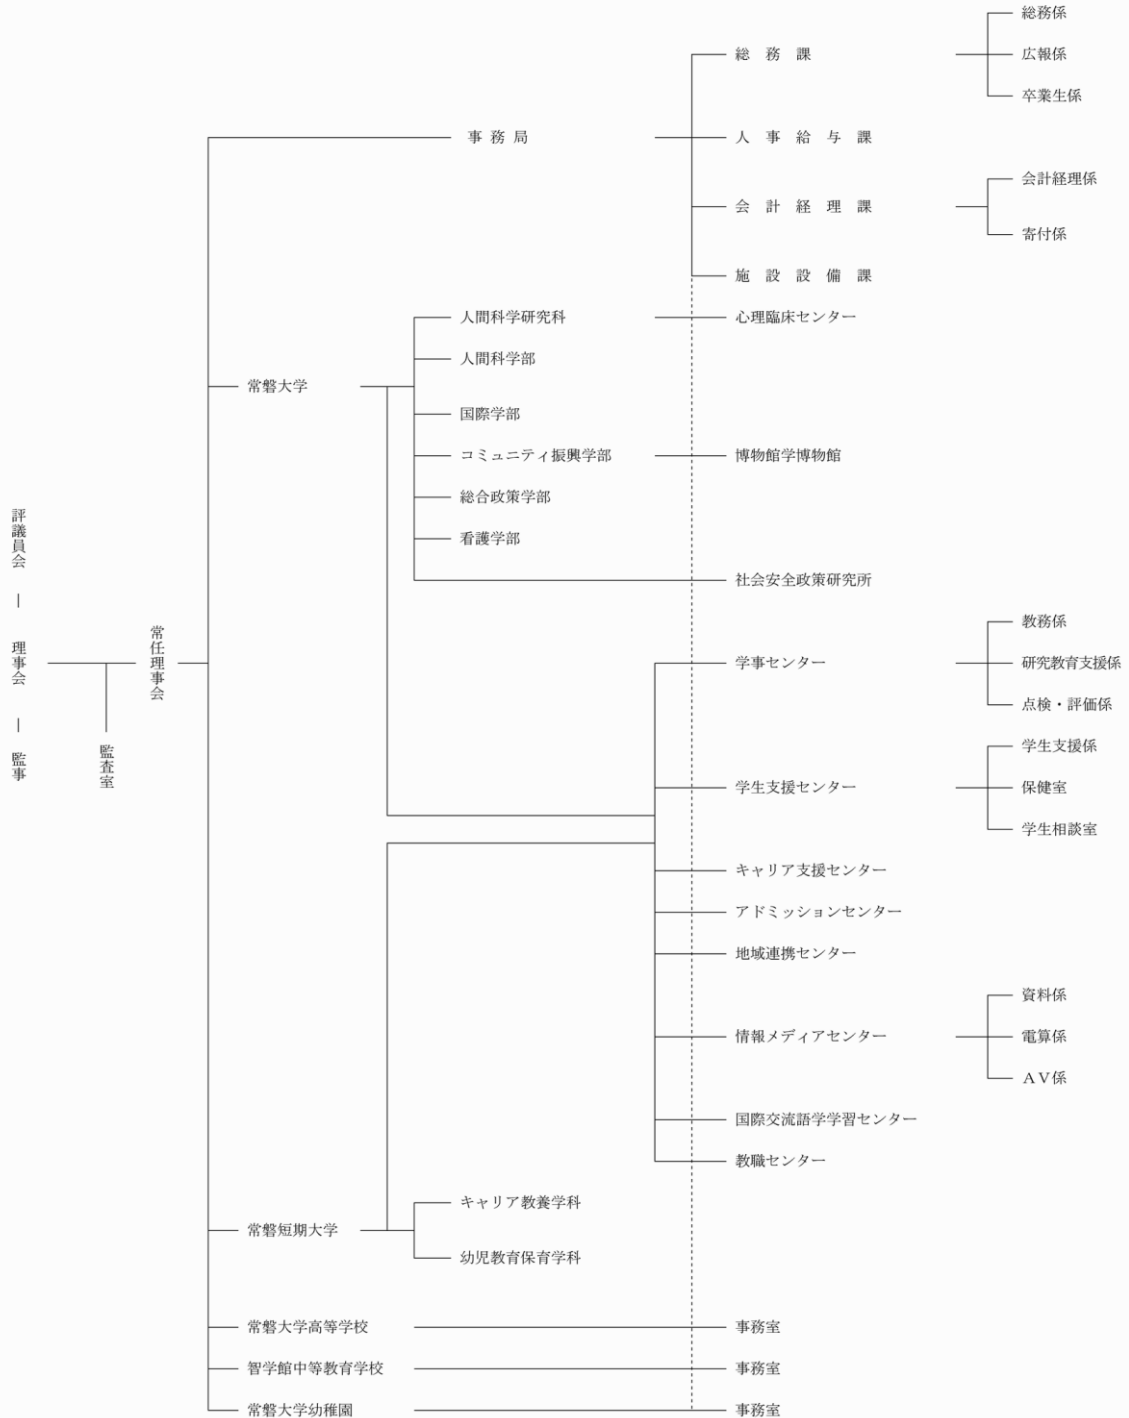 総務係
総　務　課
広報係
卒業生係
事 務 局
人　事　給　与　課
会計経理係
会　計　経　理　課
寄付係
施　設　設　備　課
人間科学研究科
心理臨床センター
人間科学部
常磐大学
国際学部
コミュニティ振興学部
博物館学博物館
総合政策学部
看護学部
社会安全政策研究所
評議員会 ｜ 理事会 ｜ 監事
監査室
常任理事会
教務係
学事センター
研究教育支援係
点検・評価係
学生支援係
学生支援センター
保健室
学生相談室
キャリア支援センター
アドミッションセンター
地域連携センター
資料係
情報メディアセンター
電算係
ＡＶ係
国際交流語学学習センター
教職センター
キャリア教養学科
常磐短期大学
幼児教育保育学科
常磐大学高等学校
事務室
智学館中等教育学校
事務室
常磐大学幼稚園
事務室